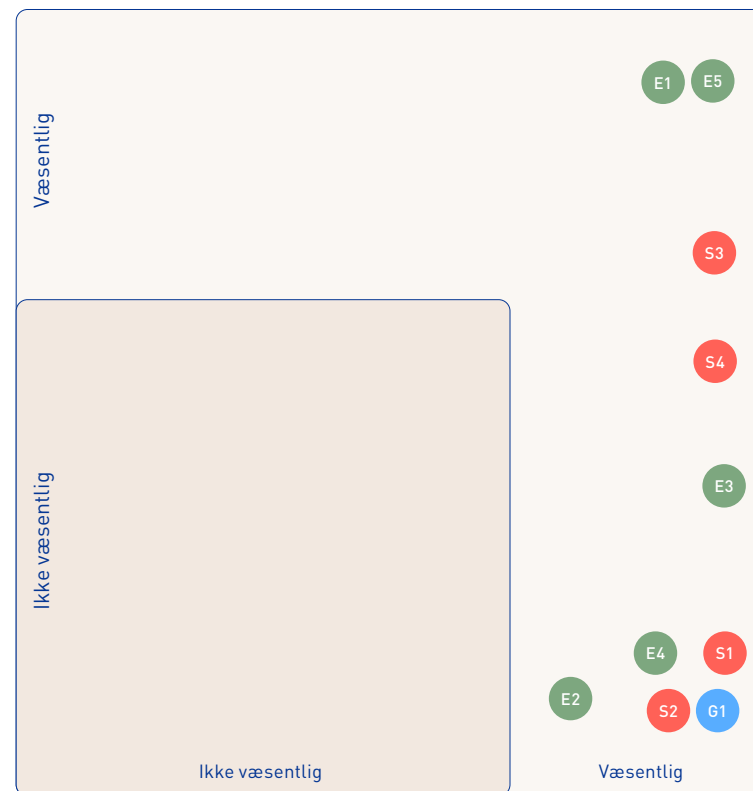 Væsentlig
E1
E5
S3
S4
Ikke væsentlig
E3
E4
S1
E2
S2
G1
Ikke væsentlig
Væsentlig